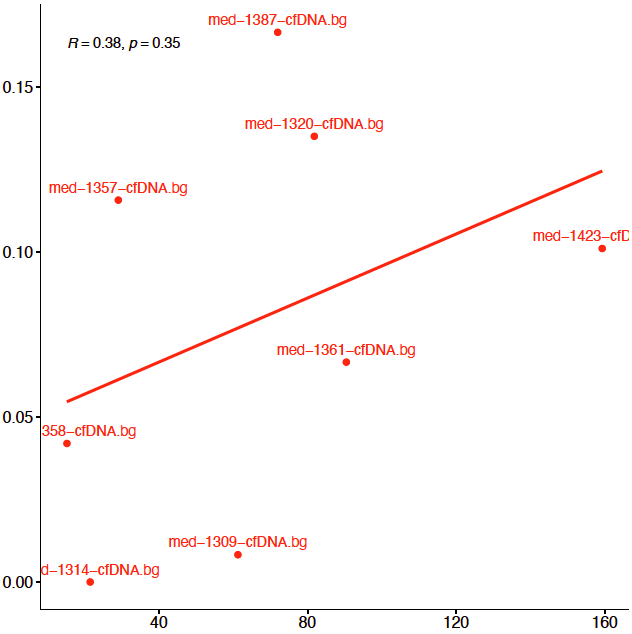 med−1387−cfDNA.bg
R = 0.38, p = 0.35
0.15
med−1320−cfDNA.bg
med−1357−cfDNA.bg
0.10
med−1423−cfD
med−1361−cfDNA.bg
0.05
358−cfDNA.bg
med−1309−cfDNA.bg
d−1314−cfDNA.bg
0.00
40 80 120 160